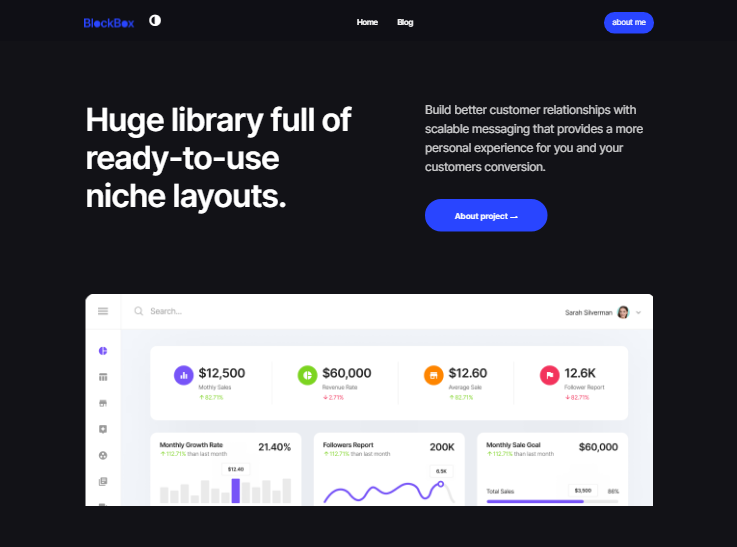 BlockBox
Home
Blog
about me
Huge library full of
ready-to-use
niche layouts.
Build better customer relationships with
scalable messaging that provides a more
personal experience for you and your
customers conversion.
About project →
Search...
Sarah Silverman
$12,500
Mothly Sales
↑ 82.71%
$60,000
Revenue Rate
↓ 2.71%
$12.60
Average Sale
↑ 82.71%
12.6K
Follower Report
↓ 82.71%
Monthly Growth Rate
21.40%
↑ 112.71% than last month
$12.40
Followers Report
200K
↑ 112.71% than last month
6.5K
Monthly Sale Goal
$60,000
↑ 112.71% than last month
Total Sales
$3,500
86%